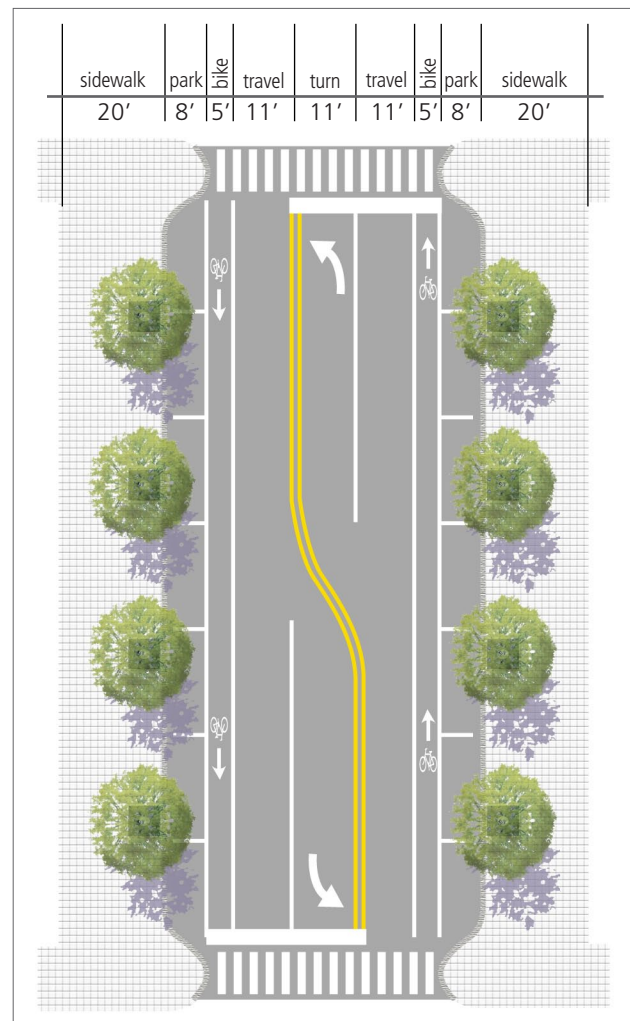 sidewalk park bike travel turn travel bike park sidewalk
20’ 8’ 5’ 11’ 11’ 11’ 5’ 8’ 20’